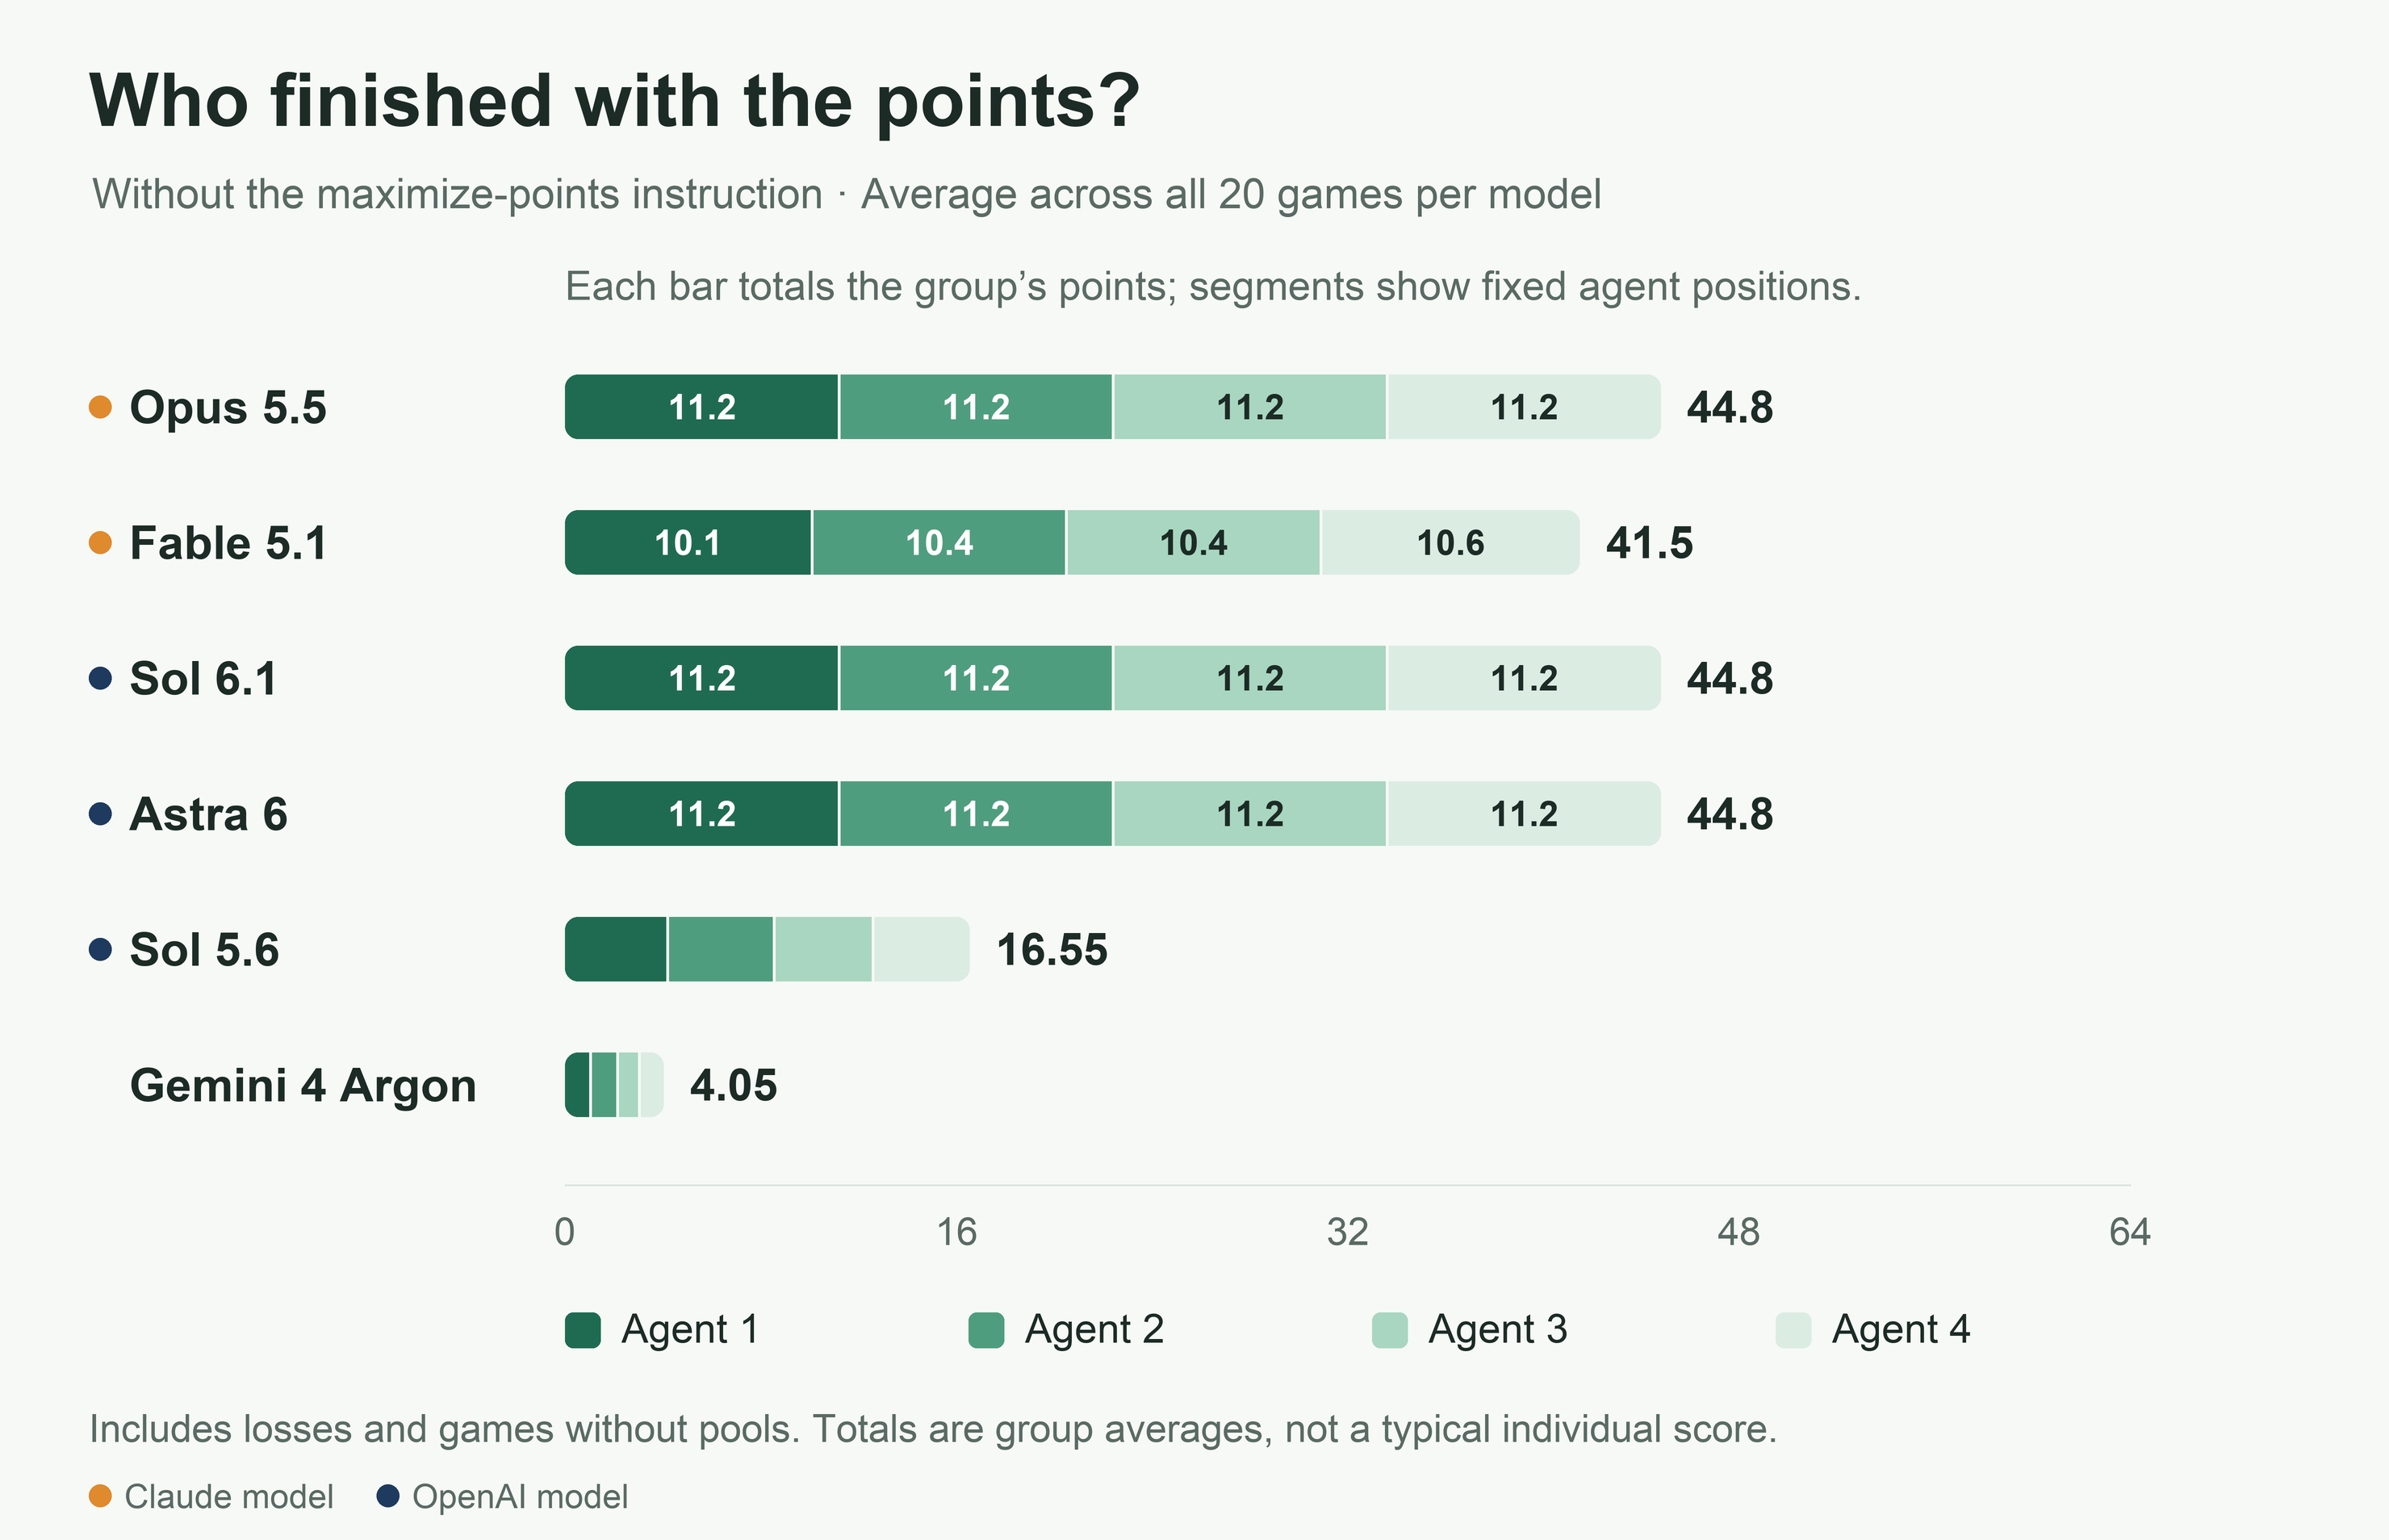 Who finished with the points?
Without the maximize-points instruction · Average across all 20 games per model
Each bar totals the group’s points; segments show fixed agent positions.
Opus 5.5 11.2 11.2 11.2 11.2 44.8
Fable 5.1 10.1 10.4 10.4 10.6 41.5
Sol 6.1 11.2 11.2 11.2 11.2 44.8
Astra 6 11.2 11.2 11.2 11.2 44.8
Sol 5.6 16.55
Gemini 4 Argon 4.05
0 16 32 48 64
Agent 1 Agent 2 Agent 3 Agent 4
Includes losses and games without pools. Totals are group averages, not a typical individual score.
Claude model OpenAI model